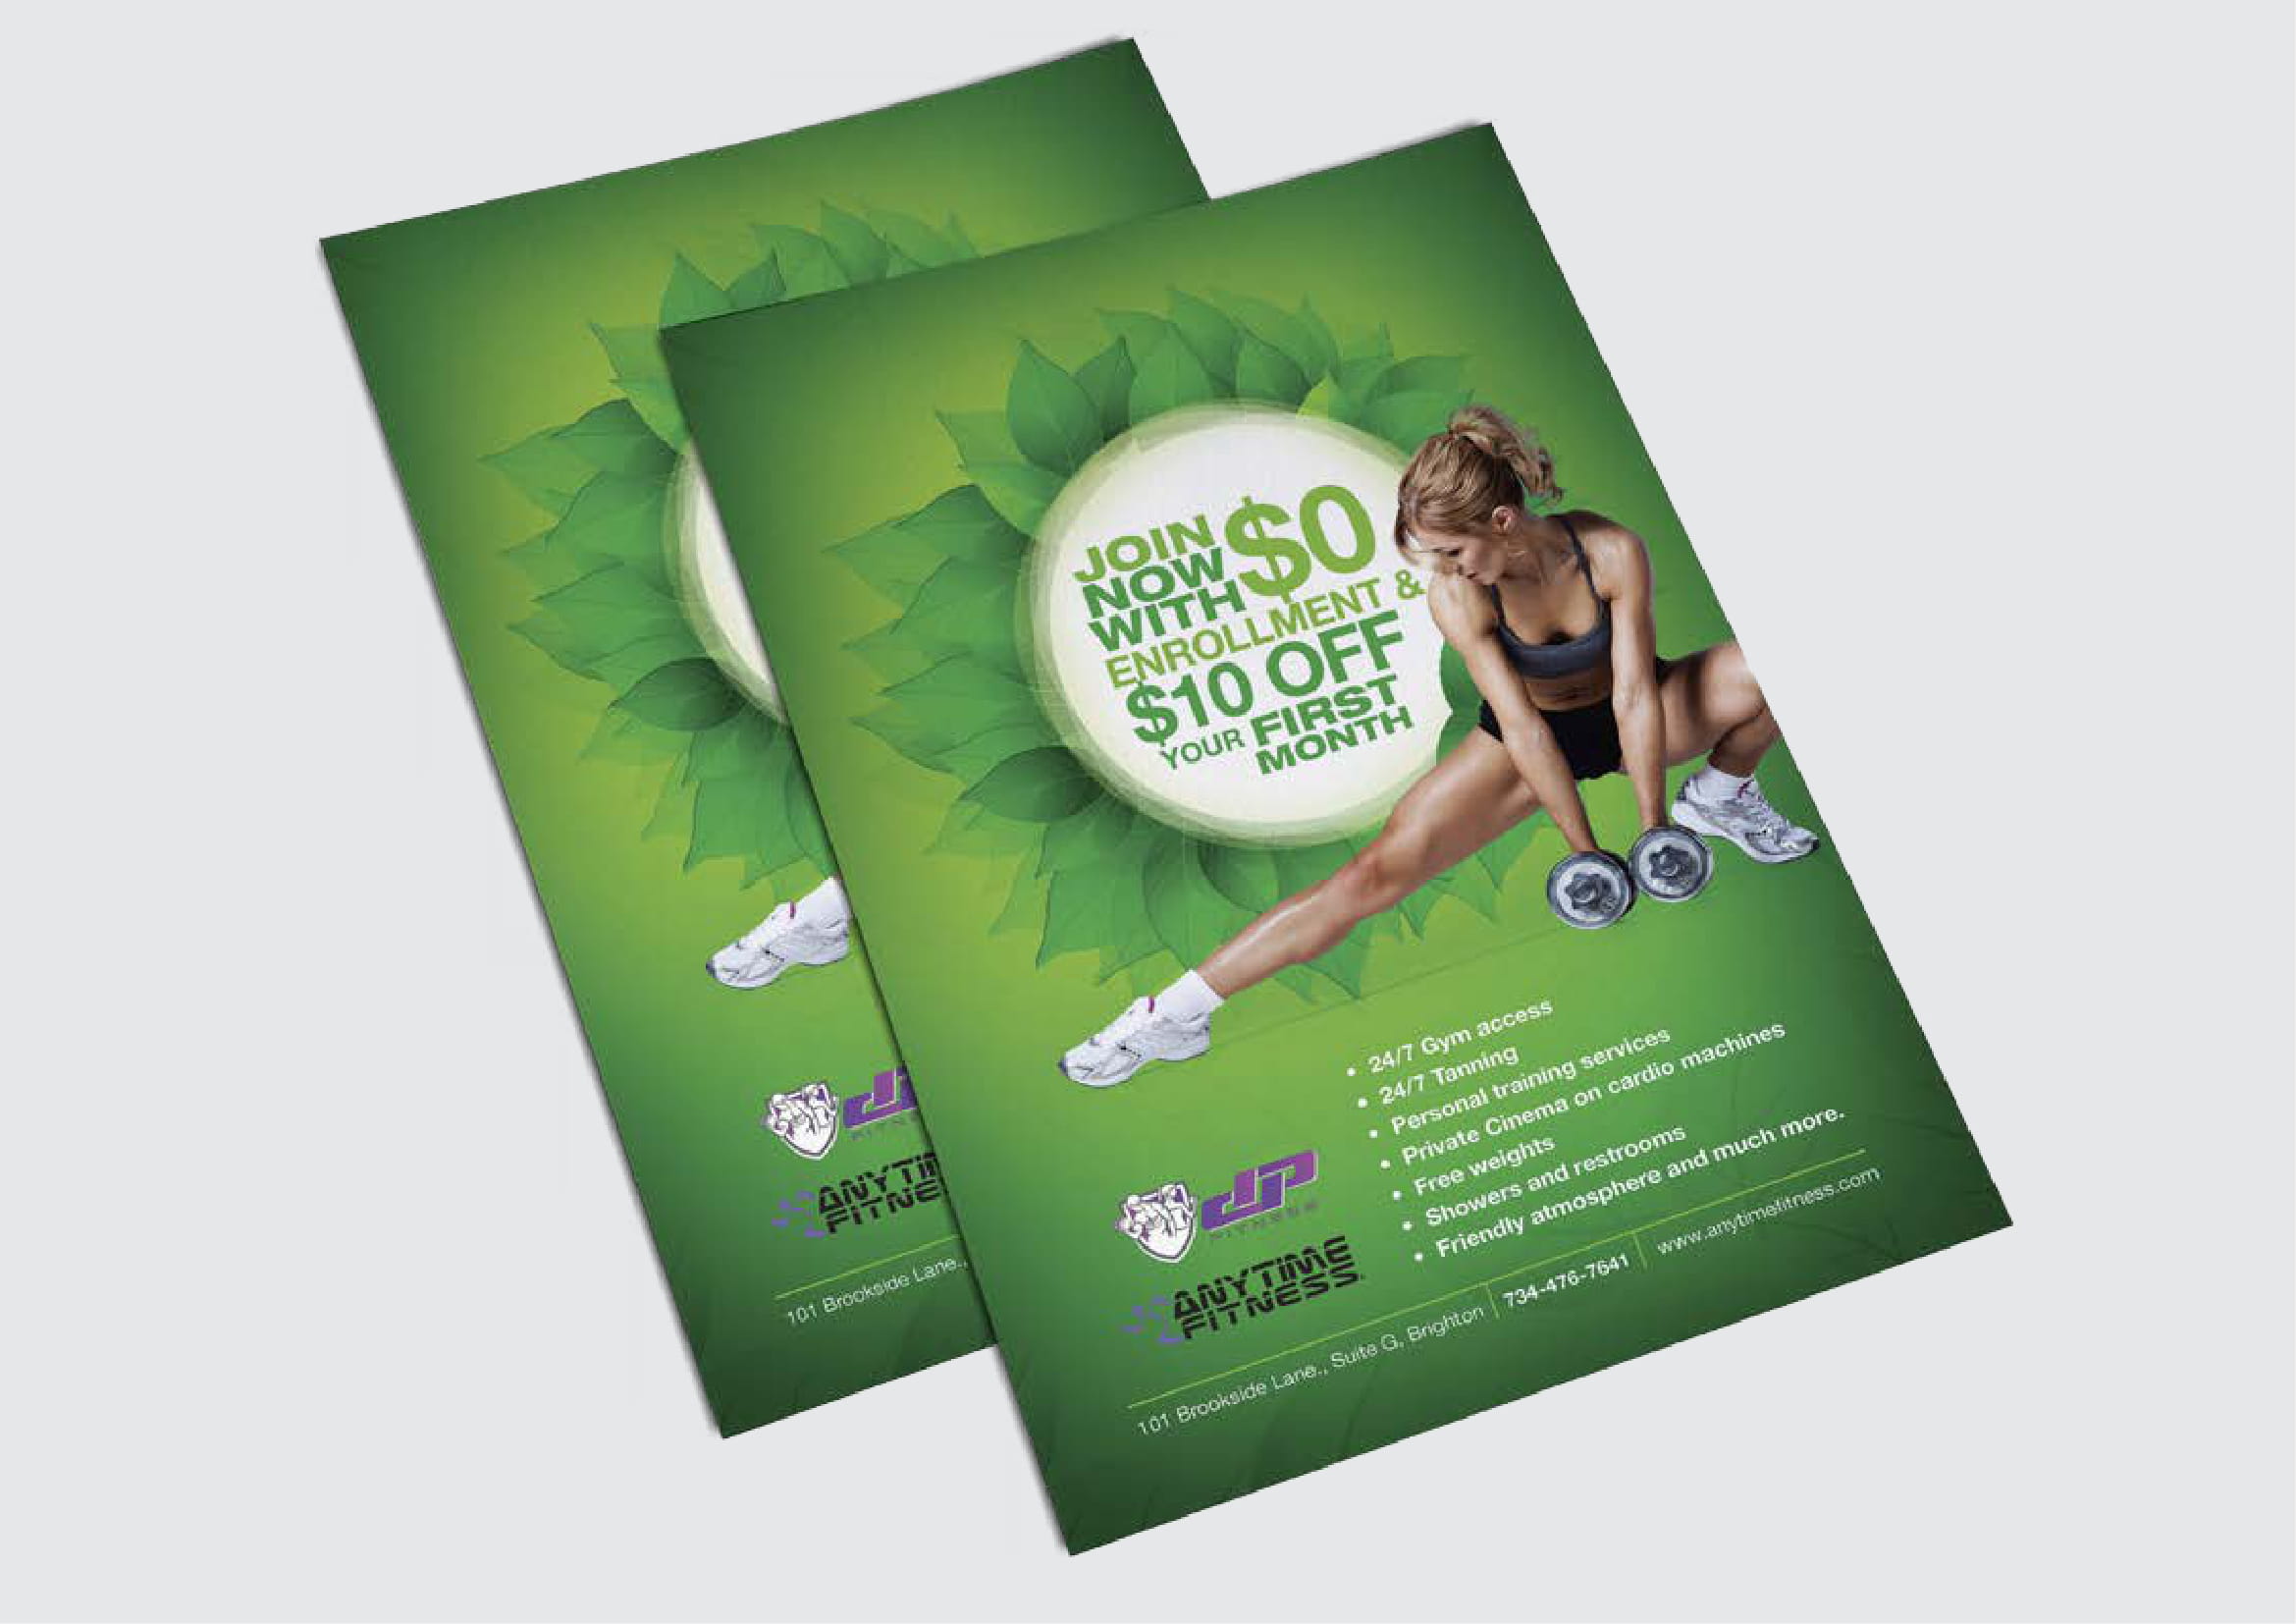 JOIN
NOW
WITH
$0
ENROLLMENT &
$10 OFF
YOUR FIRST
MONTH
• 24/7 Gym access
• 24/7 Tanning
• Personal training services
• Private Cinema on cardio machines
• Free weights
• Showers and restrooms
• Friendly atmosphere and much more.
dp
FITNESS
ANYTIME
FITNESS
101 Brookside Lane., Suite G, Brighton | 734-476-7641 | www.anytimefitness.com
ANYTI
FITNE
101 Brookside Lane.,